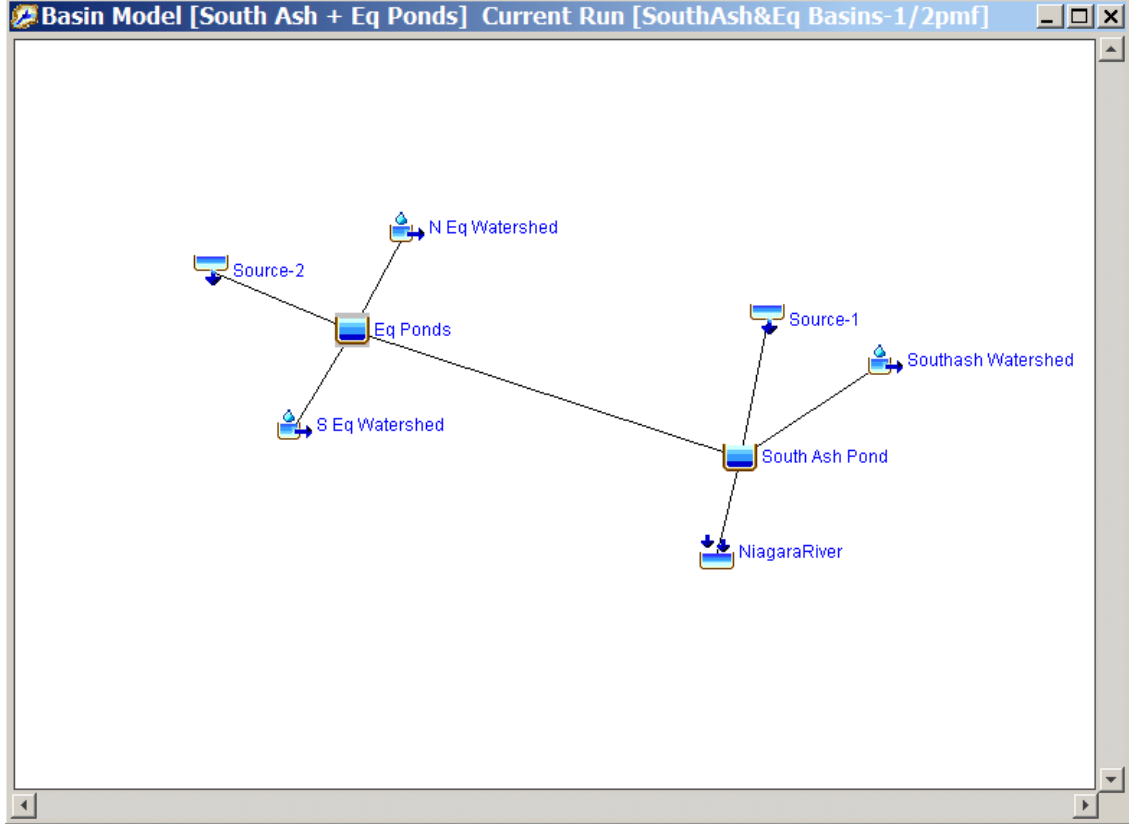 Basin Model [South Ash + Eq Ponds] Current Run [SouthAsh&Eq Basins-1/2pmf]
N Eq Watershed
Source-2
Source-1
Eq Ponds
Southash Watershed
S Eq Watershed
South Ash Pond
NiagaraRiver